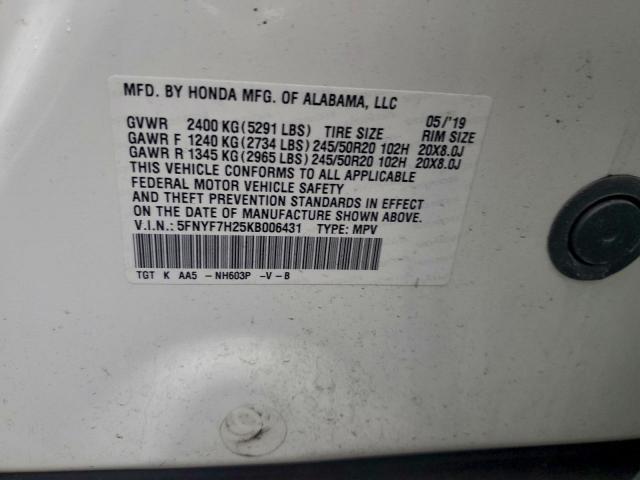 MFD. BY HONDA MFG. OF ALABAMA, LLC
05/'19
GVWR 2400 KG(5291 LBS) TIRE SIZE RIM SIZE
GAWR F 1240 KG(2734 LBS)245/50R20 102H 20X8.0J
GAWR R 1345 KG(2965 LBS)245/50R20 102H 20X8.0J
THIS VEHICLE CONFORMS TO ALL APPLICABLE
FEDERAL MOTOR VEHICLE SAFETY
AND THEFT PREVENTION STANDARDS IN EFFECT
ON THE DATE OF MANUFACTURE SHOWN ABOVE.
V.I.N.: 5FNYF7H25KB006431 TYPE: MPV
TGT K AA5 -NH603P -V-B